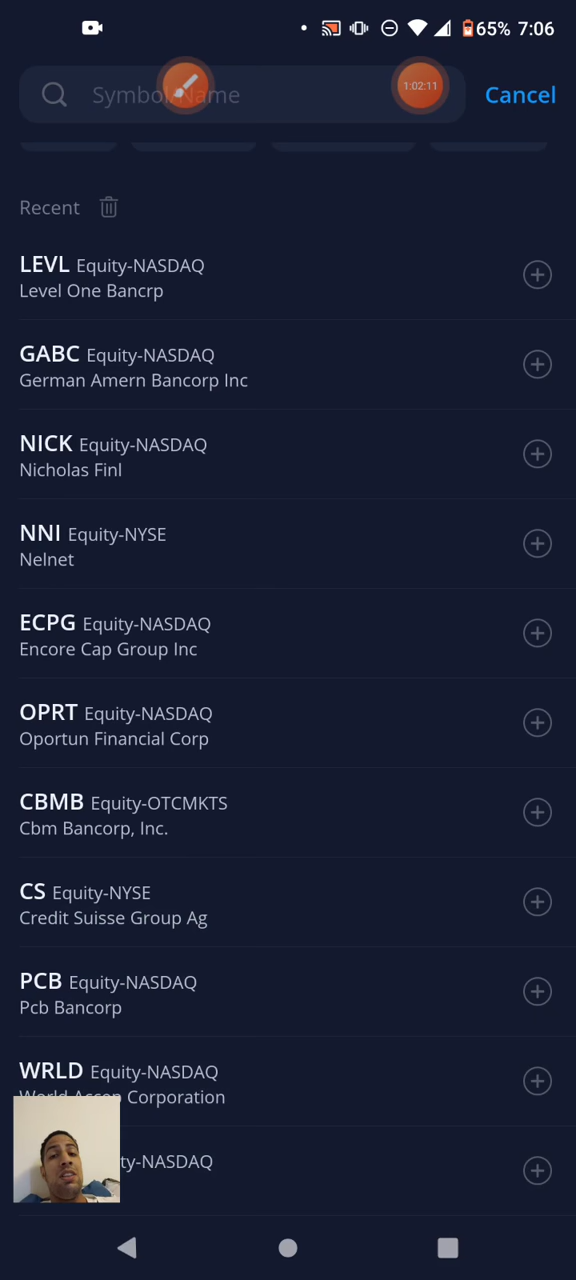 65% 7:06
Symbol/Name
1:02:11
Cancel
Recent
LEVL Equity-NASDAQ
Level One Bancrp
GABC Equity-NASDAQ
German Amern Bancorp Inc
NICK Equity-NASDAQ
Nicholas Finl
NNI Equity-NYSE
Nelnet
ECPG Equity-NASDAQ
Encore Cap Group Inc
OPRT Equity-NASDAQ
Oportun Financial Corp
CBMB Equity-OTCMKTS
Cbm Bancorp, Inc.
CS Equity-NYSE
Credit Suisse Group Ag
PCB Equity-NASDAQ
Pcb Bancorp
WRLD Equity-NASDAQ
World Accep Corporation
ty-NASDAQ